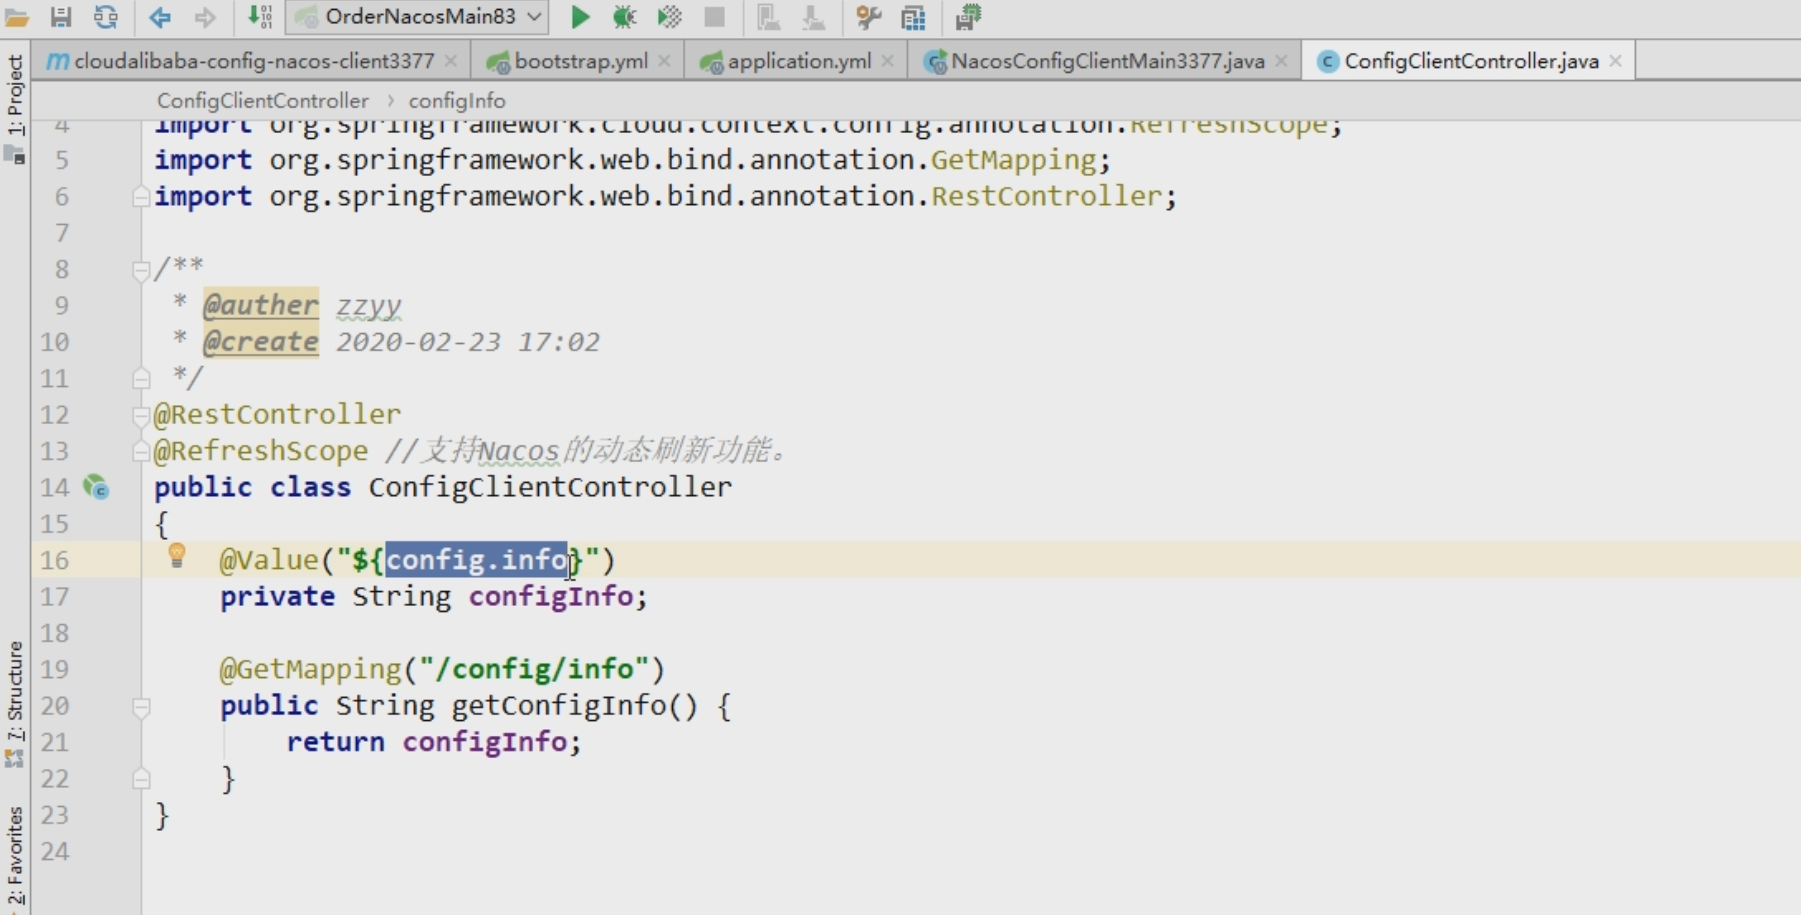 OrderNacosMain83
cloudalibaba-config-nacos-client3377 bootstrap.yml application.yml NacosConfigClientMain3377.java ConfigClientController.java
ConfigClientController › configInfo
1: Project
7: Structure
2: Favorites
4 import org.springframework.cloud.context.config.annotation.RefreshScope;
5 import org.springframework.web.bind.annotation.GetMapping;
6 import org.springframework.web.bind.annotation.RestController;
7
8 /**
9 * @auther zzyy
10 * @create 2020-02-23 17:02
11 */
12 @RestController
13 @RefreshScope //支持Nacos的动态刷新功能。
14 public class ConfigClientController
15 {
16 @Value("${config.info}")
17 private String configInfo;
18
19 @GetMapping("/config/info")
20 public String getConfigInfo() {
21 return configInfo;
22 }
23 }
24